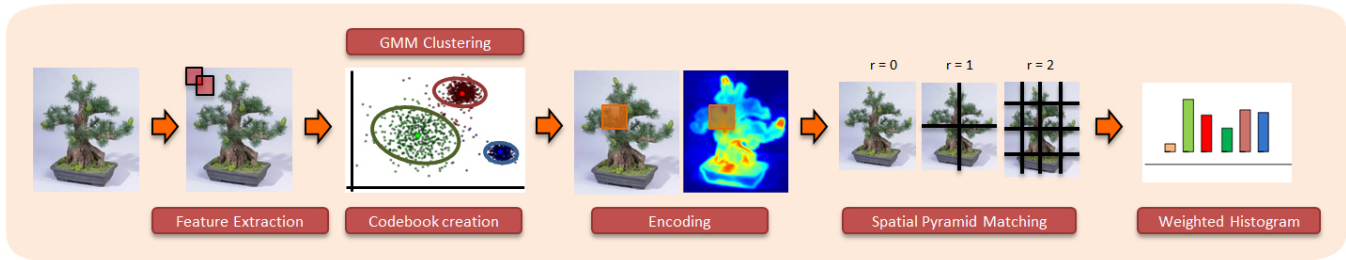 GMM Clustering
r = 0
r = 1
r = 2
Feature Extraction
Codebook creation
Encoding
Spatial Pyramid Matching
Weighted Histogram